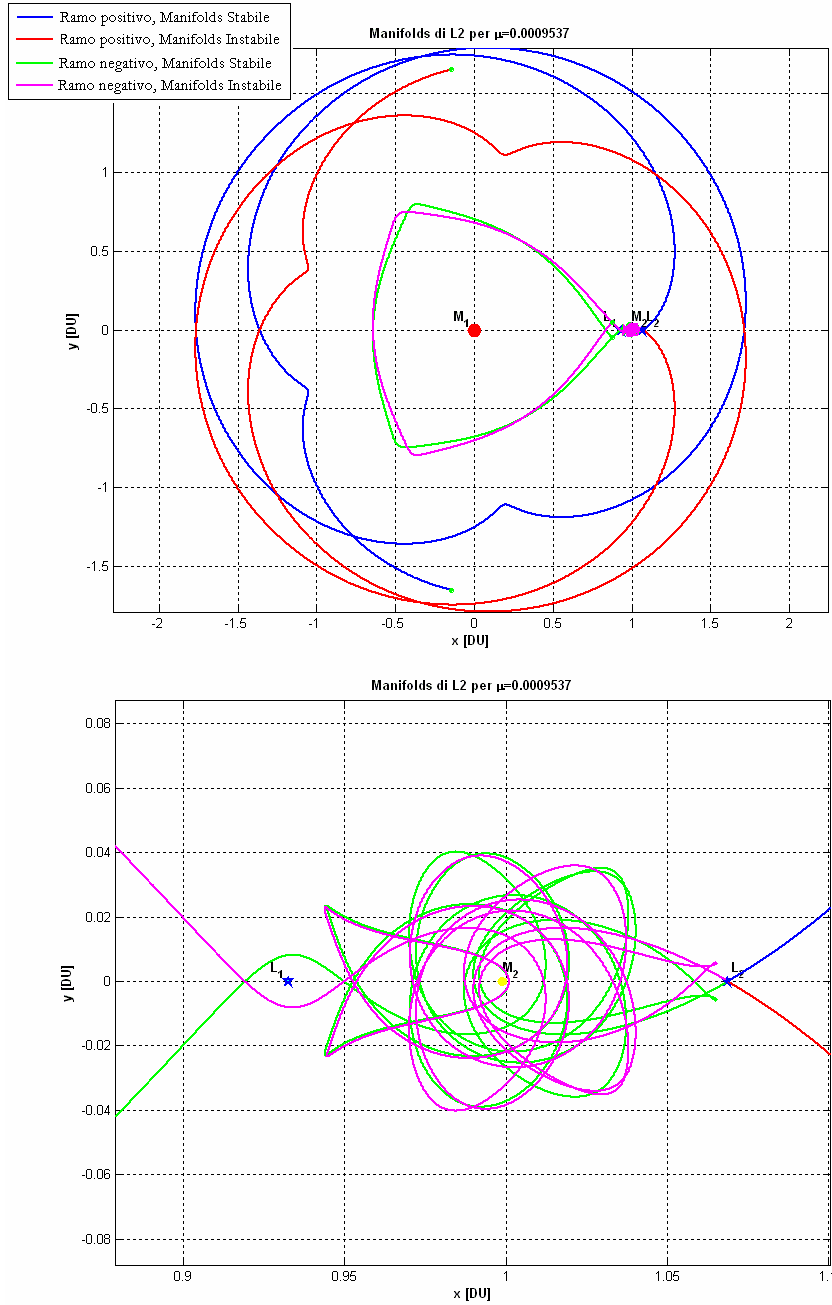 Ramo positivo, Manifolds Stabile
Ramo positivo, Manifolds Instabile
Ramo negativo, Manifolds Stabile
Ramo negativo, Manifolds Instabile
Manifolds di L2 per μ=0.0009537
1
0.5
0
-0.5
-1
-1.5
y [DU]
M1
L1
M2
L2
-2
-1.5
-1
-0.5
0
0.5
1
1.5
2
x [DU]
Manifolds di L2 per μ=0.0009537
0.08
0.06
0.04
0.02
0
-0.02
-0.04
-0.06
-0.08
y [DU]
L1
M2
L2
0.9
0.95
1
1.05
x [DU]